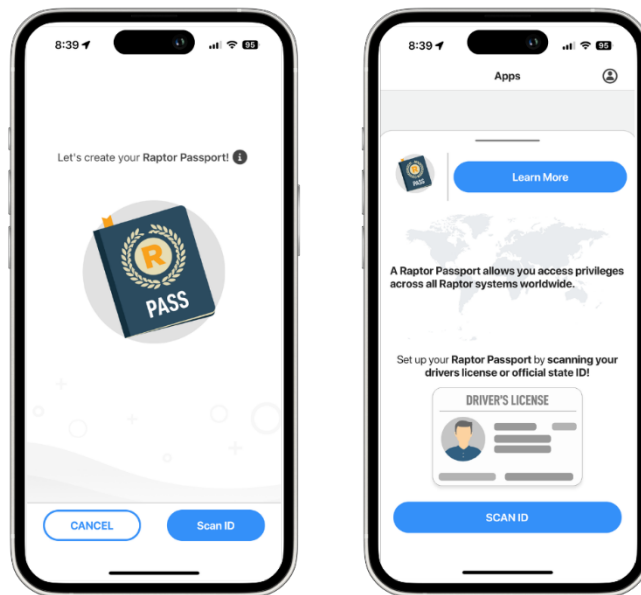 8:39
95
Let's create your Raptor Passport! i
R
PASS
CANCEL
Scan ID
8:39
95
Apps
R
PASS
Learn More
A Raptor Passport allows you access privileges
across all Raptor systems worldwide.
Set up your Raptor Passport by scanning your
drivers license or official state ID!
DRIVER'S LICENSE
SCAN ID